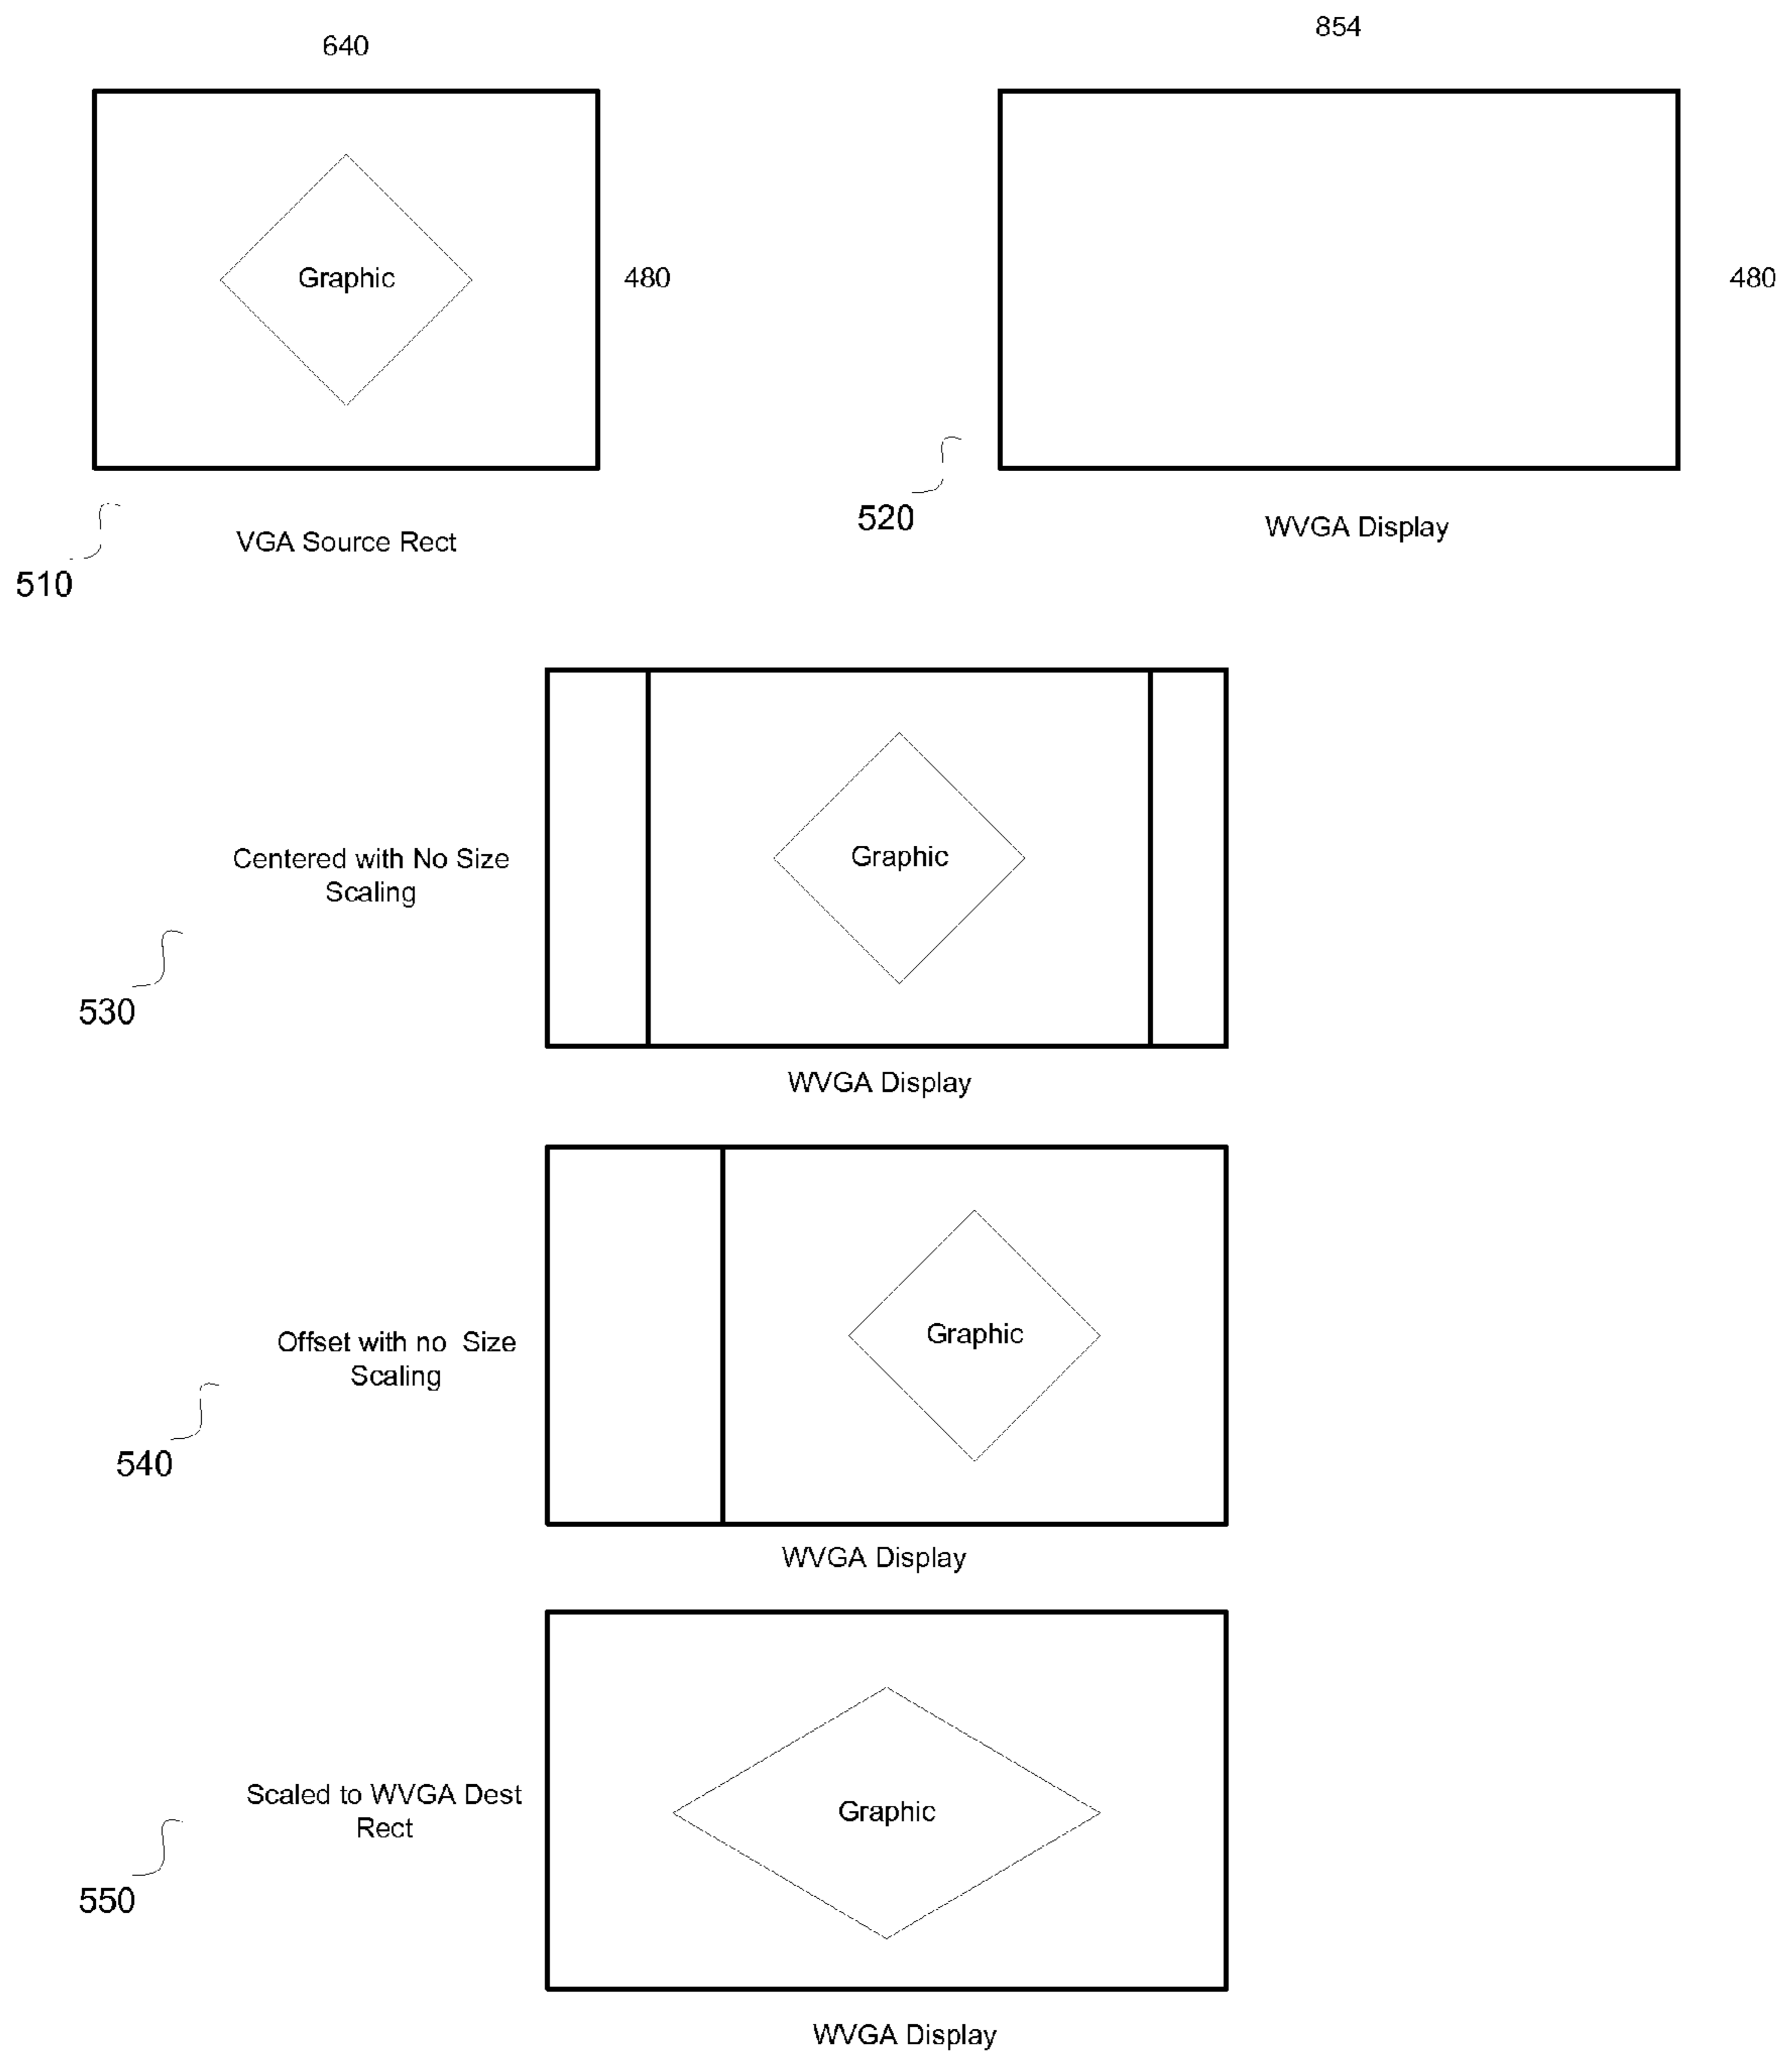 640
854
Graphic
480
480
520
WVGA Display
VGA Source Rect
510
Centered with No Size
Scaling
Graphic
530
WVGA Display
Offset with no Size
Scaling
Graphic
540
WVGA Display
Scaled to WVGA Dest
Rect
Graphic
550
WVGA Display